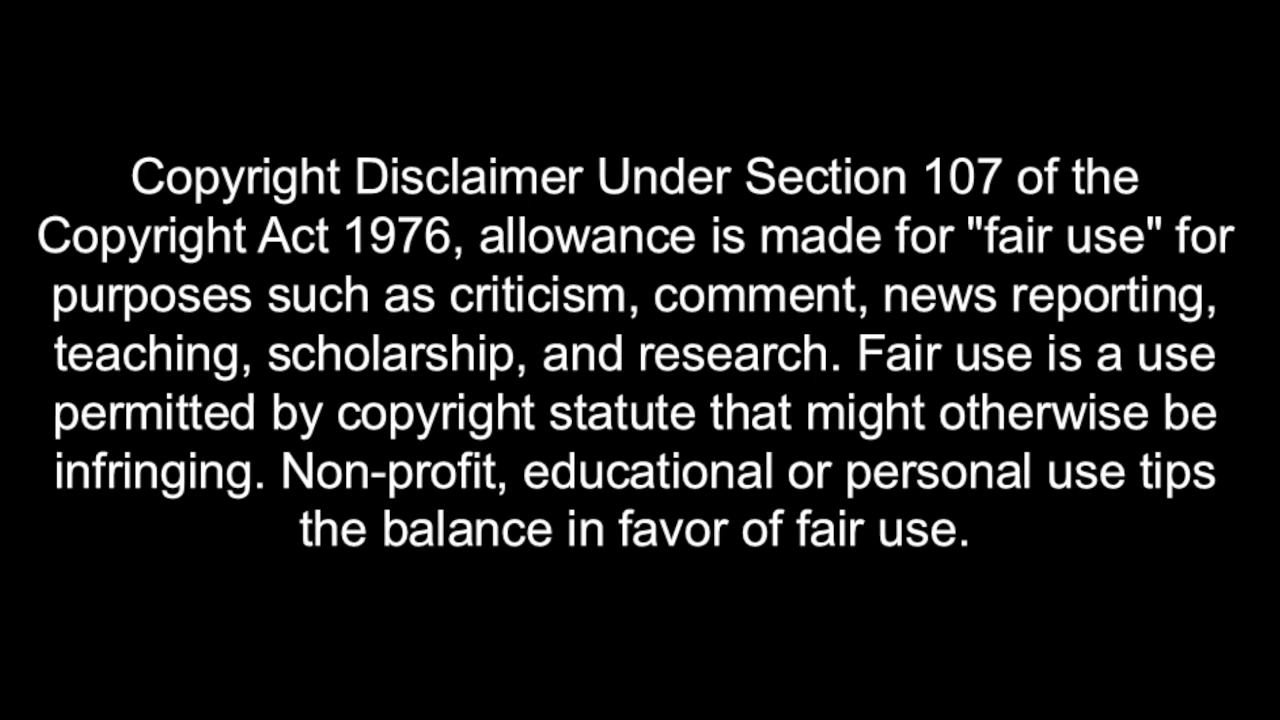 Copyright Disclaimer Under Section 107 of the
Copyright Act 1976, allowance is made for "fair use" for
purposes such as criticism, comment, news reporting,
teaching, scholarship, and research. Fair use is a use
permitted by copyright statute that might otherwise be
infringing. Non-profit, educational or personal use tips
the balance in favor of fair use.